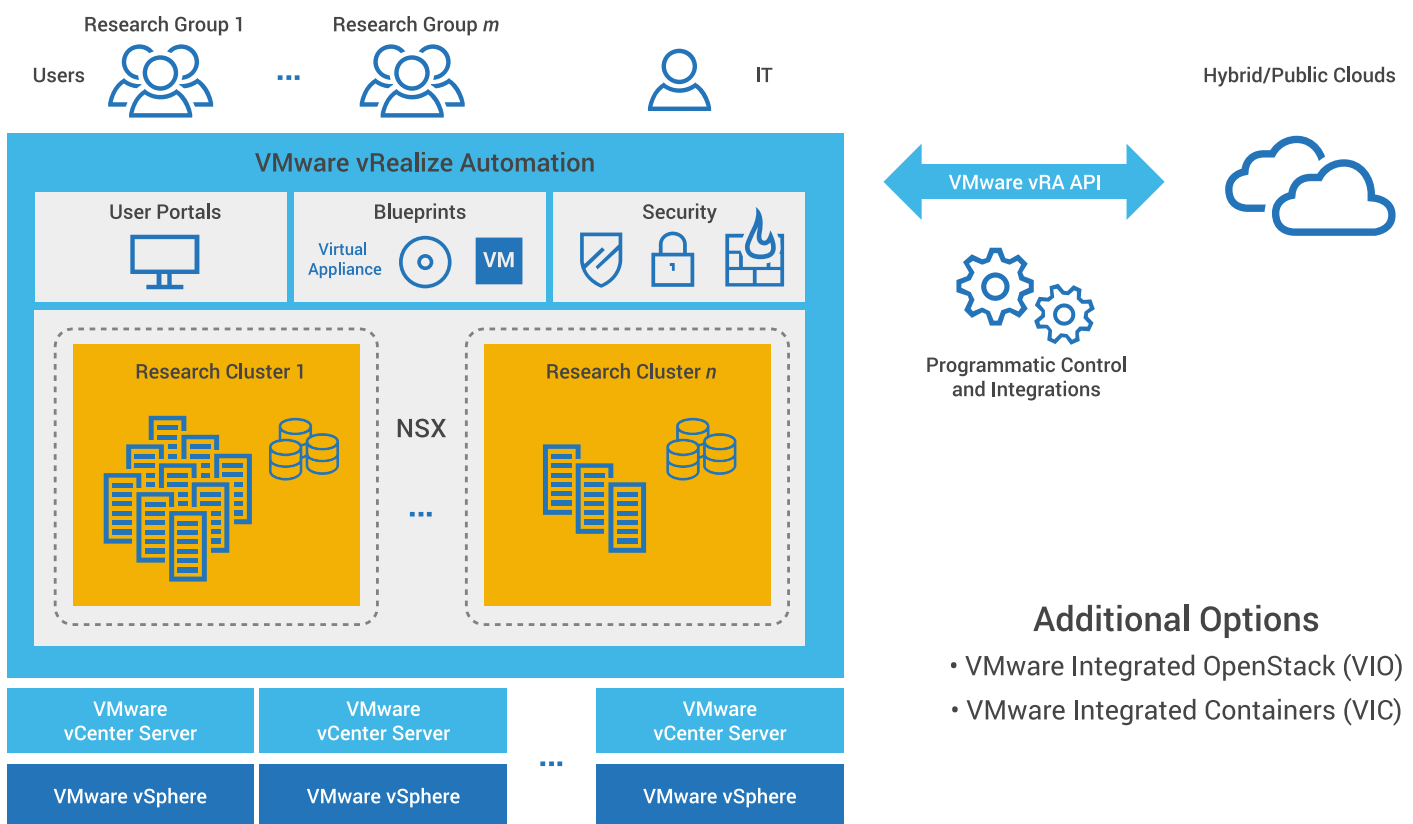 Research Group 1
Research Group m
Users
...
IT
Hybrid/Public Clouds
VMware vRealize Automation
VMware vRA API
User Portals
Blueprints
Security
Virtual
Appliance
VM
Research Cluster 1
Research Cluster n
NSX
...
Programmatic Control
and Integrations
Additional Options
• VMware Integrated OpenStack (VIO)
• VMware Integrated Containers (VIC)
VMware
vCenter Server
VMware
vCenter Server
...
VMware
vCenter Server
VMware vSphere
VMware vSphere
VMware vSphere